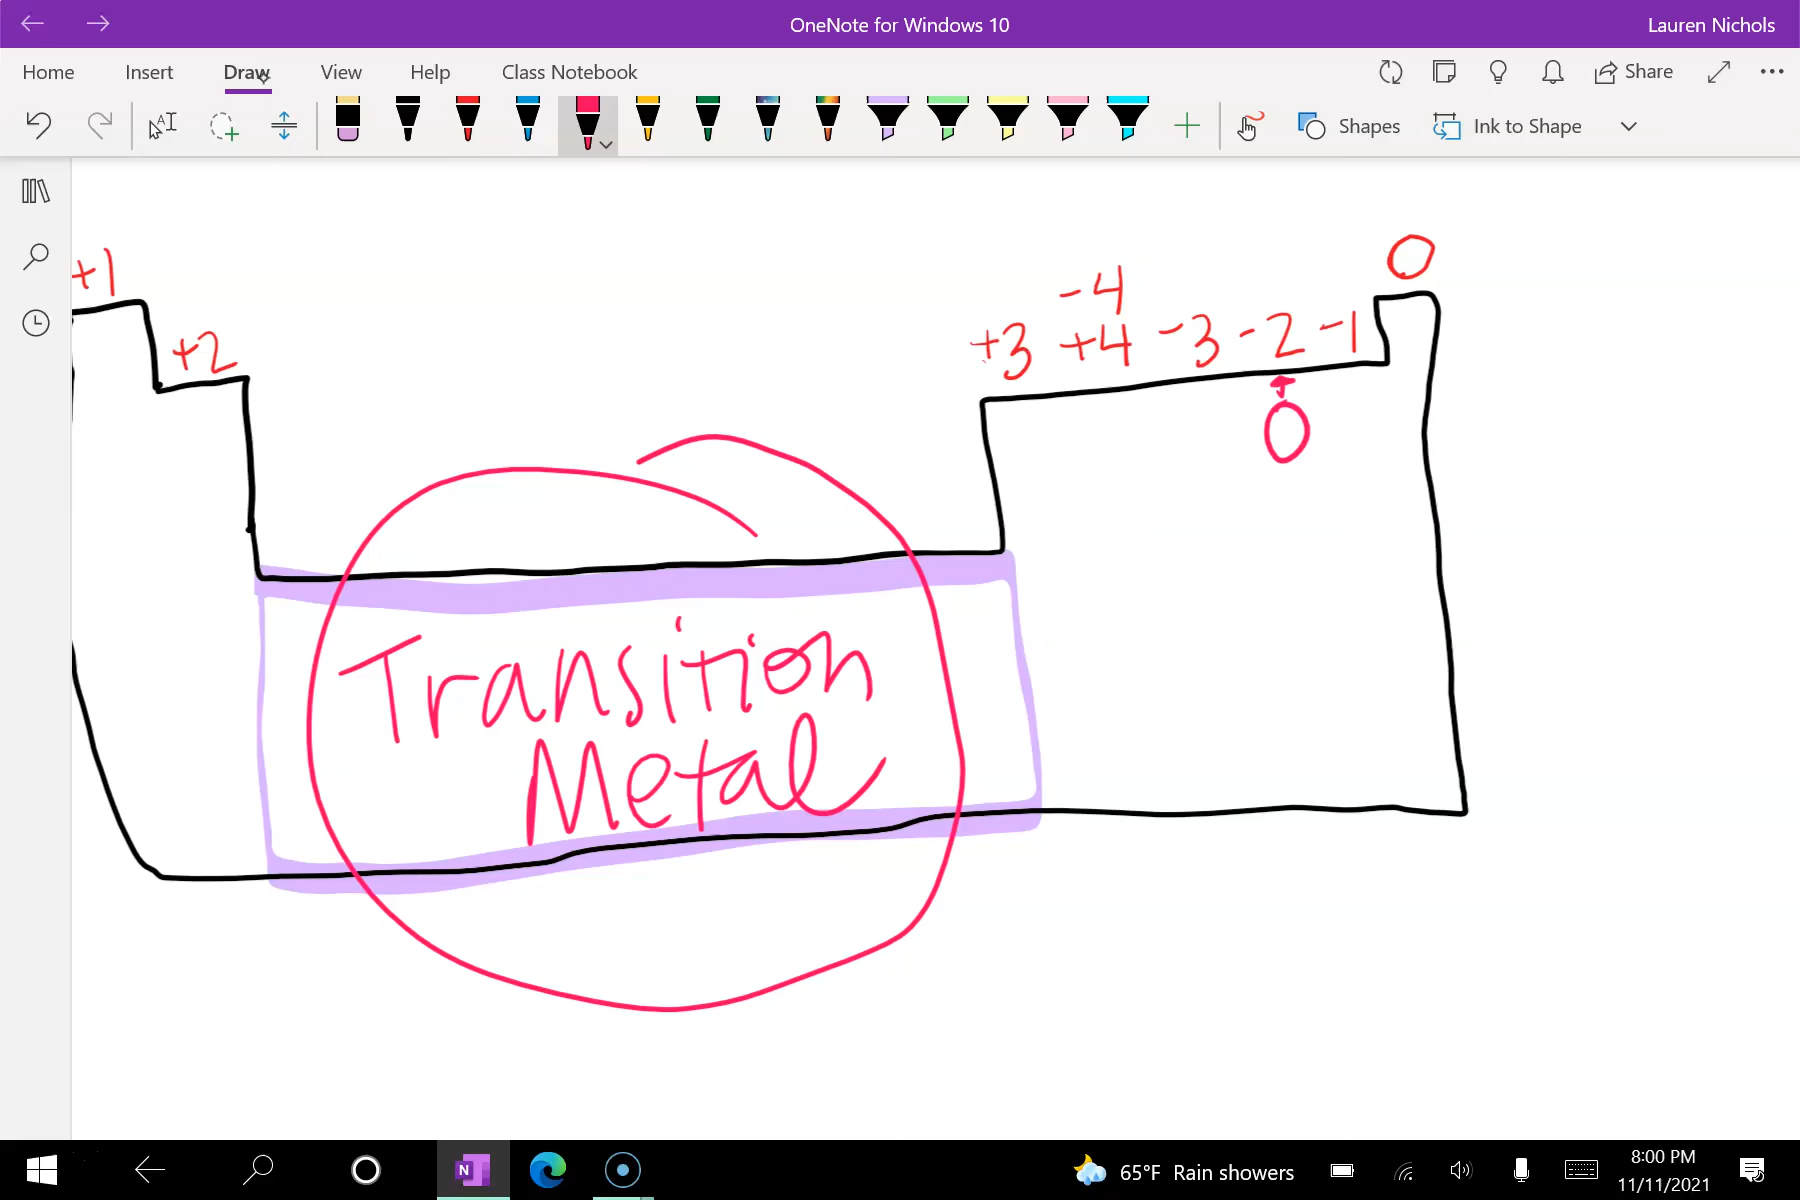 OneNote for Windows 10
Lauren Nichols
Home Insert Draw View Help Class Notebook
Share
Shapes
Ink to Shape
+1
+2
0
-4
+3 +4 -3 -2 -1
O
Transition
Metal
65°F Rain showers
8:00 PM
11/11/2021